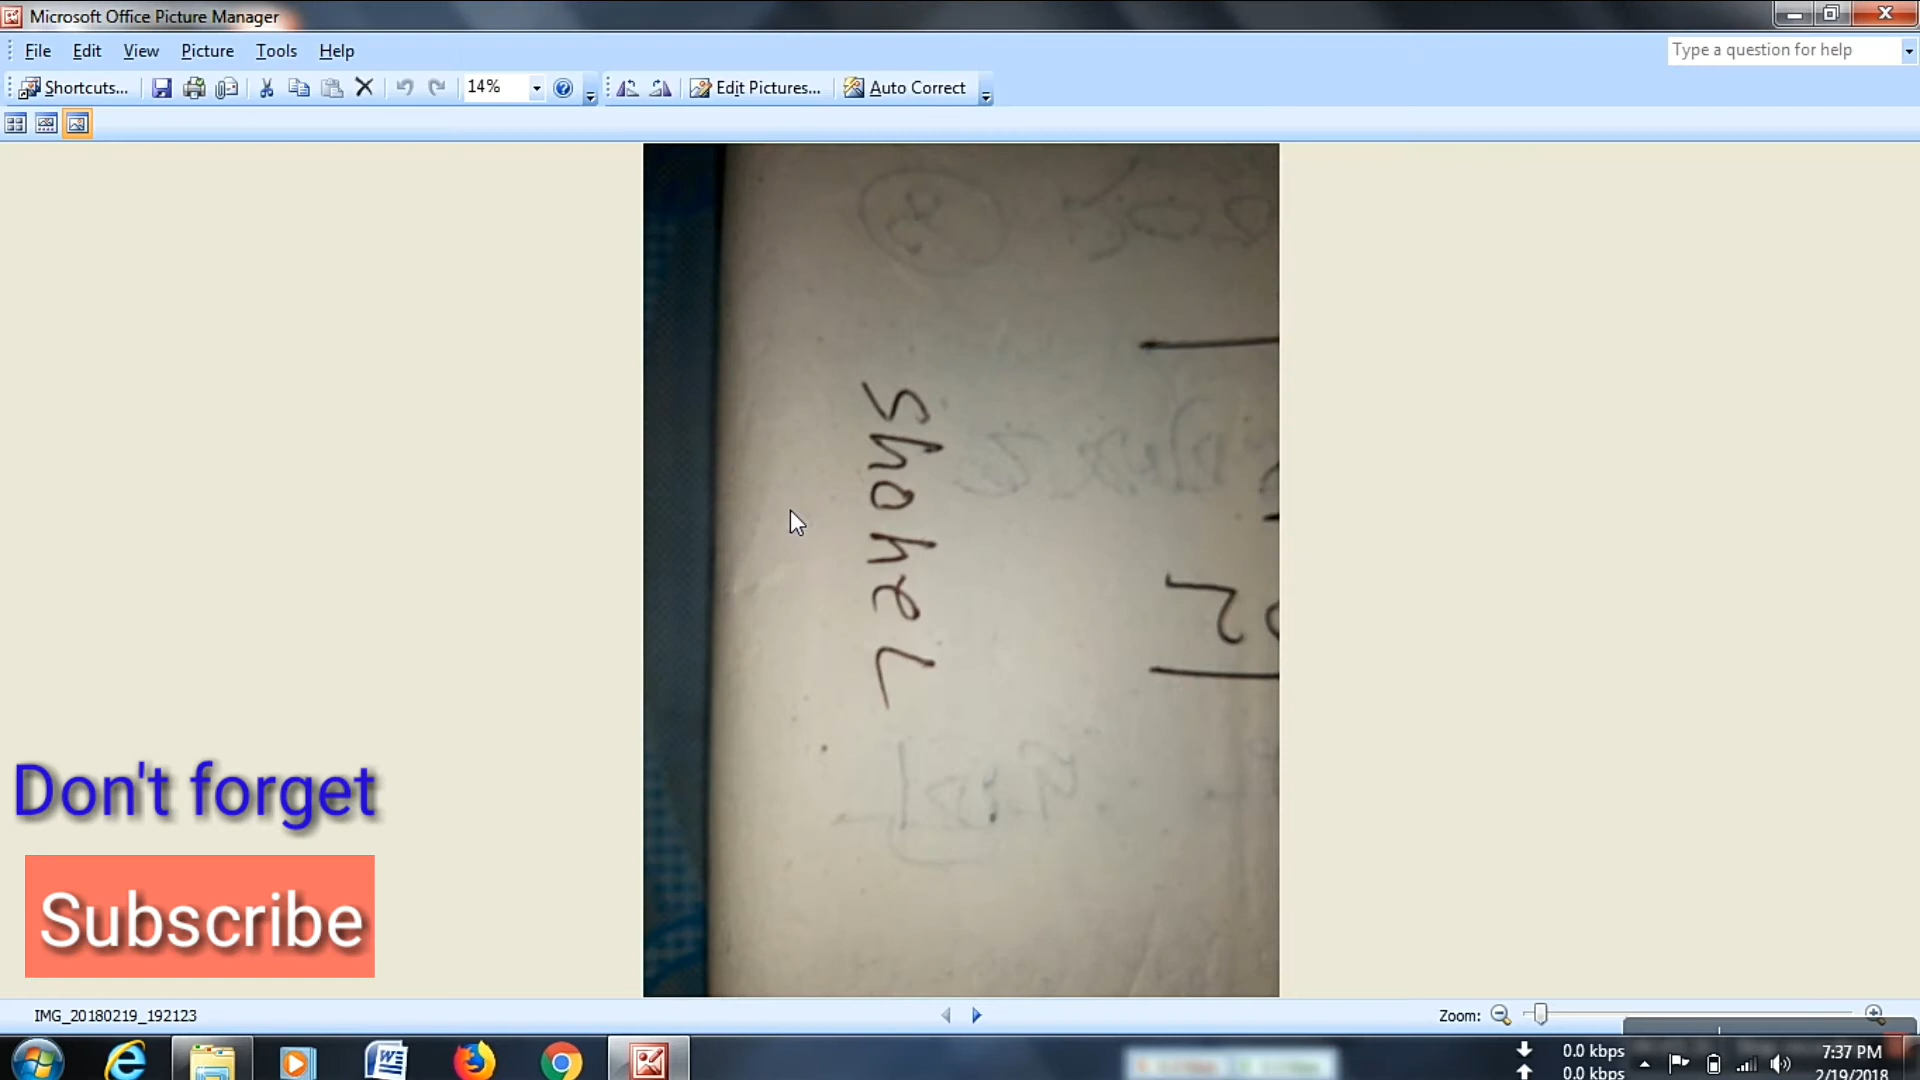 Microsoft Office Picture Manager
File Edit View Picture Tools Help
Type a question for help
Shortcuts... 14% Edit Pictures... Auto Correct
ShoheL
Don't forget
Subscribe
IMG_20180219_192123
Zoom:
0.0 kbps
0.0 kbps
7:37 PM
2/19/2018